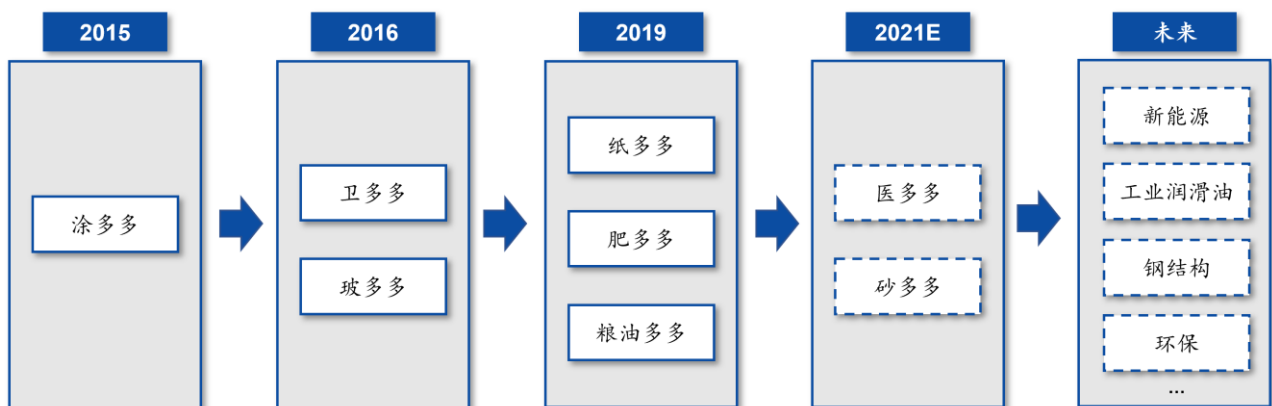 2015
涂多多
2016
卫多多
玻多多
2019
纸多多
肥多多
粮油多多
2021E
医多多
砂多多
未来
新能源
工业润滑油
钢结构
环保
...